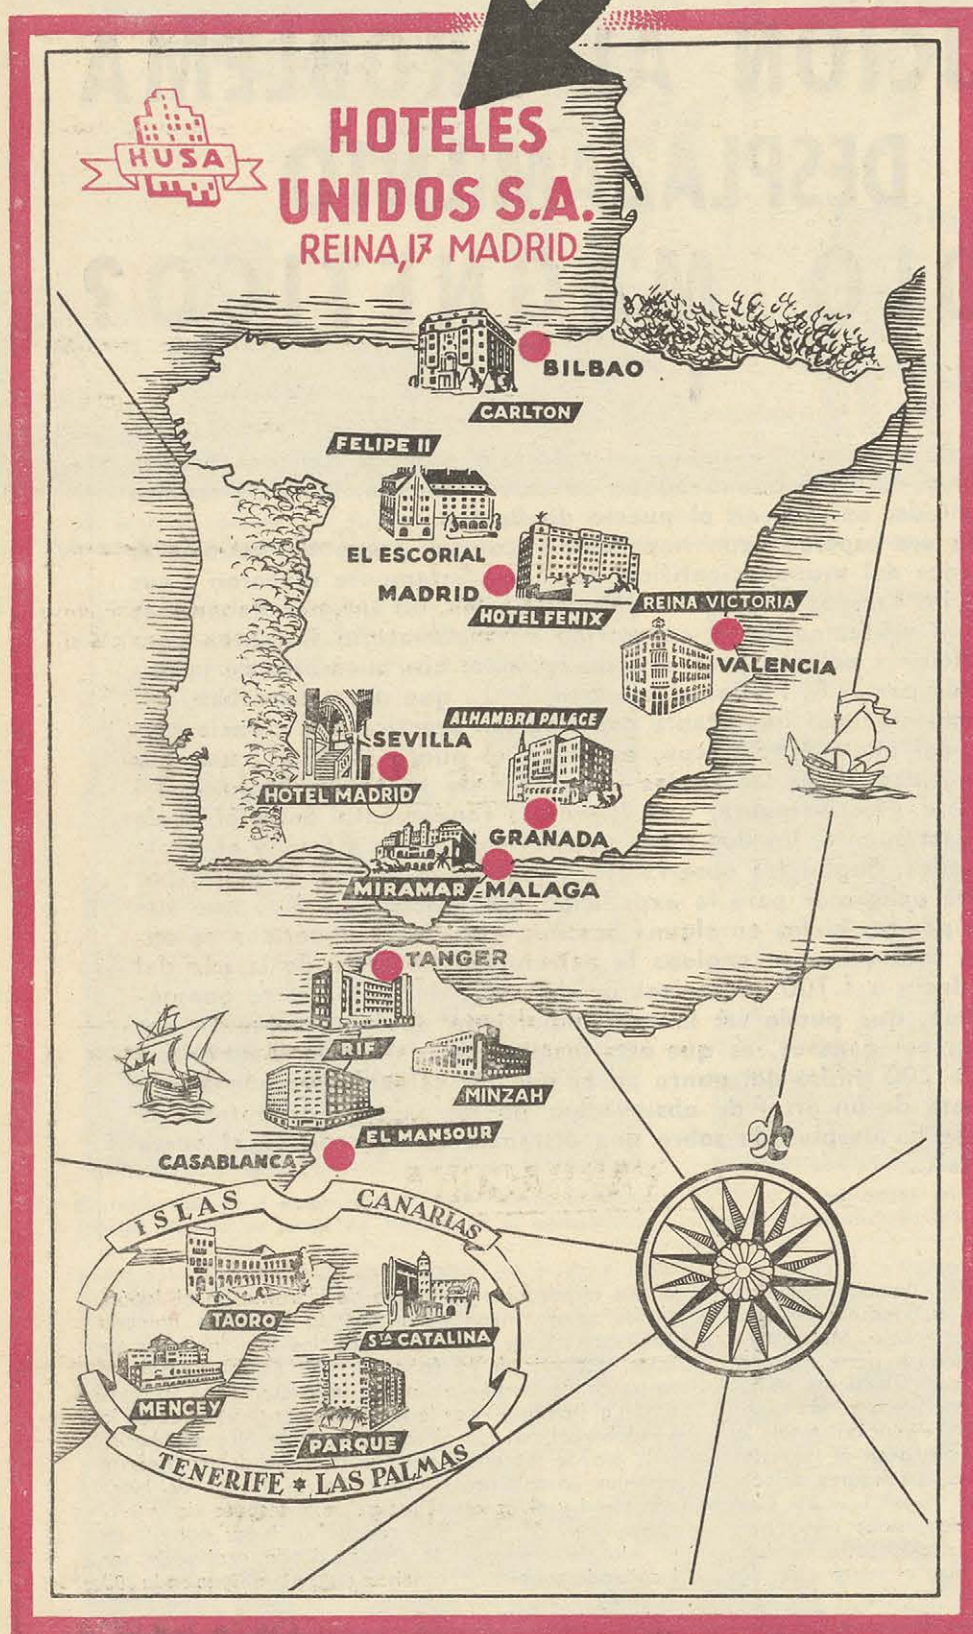 HUSA
HOTELES
UNIDOS S.A.
REINA, 17 MADRID
BILBAO
CARLTON
FELIPE II
EL ESCORIAL
MADRID
HOTEL FENIX
REINA VICTORIA
VALENCIA
ALHAMBRA PALACE
SEVILLA
HOTEL MADRID
GRANADA
MIRAMAR
MALAGA
TANGER
RIF
MINZAH
EL MANSOUR
CASABLANCA
ISLAS CANARIAS
TAORO
STA CATALINA
MENCEY
PARQUE
TENERIFE * LAS PALMAS